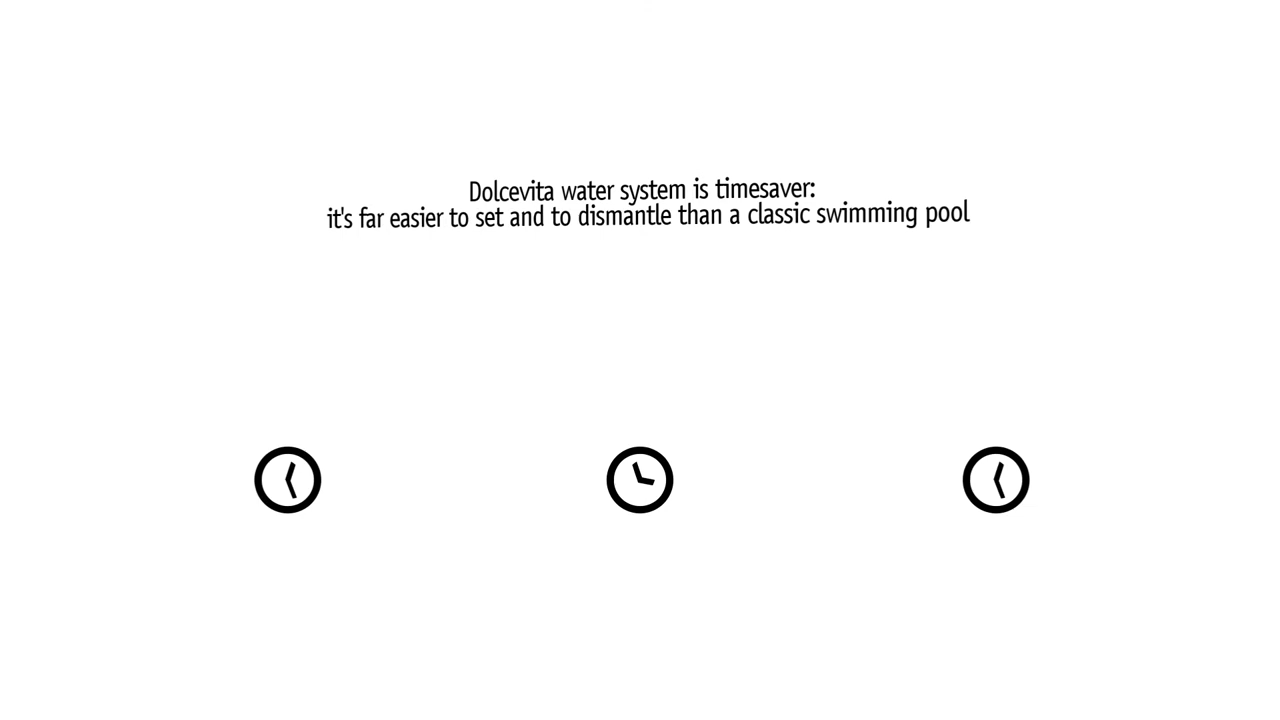 Dolcevita water system is timesaver:
it's far easier to set and to dismantle than a classic swimming pool